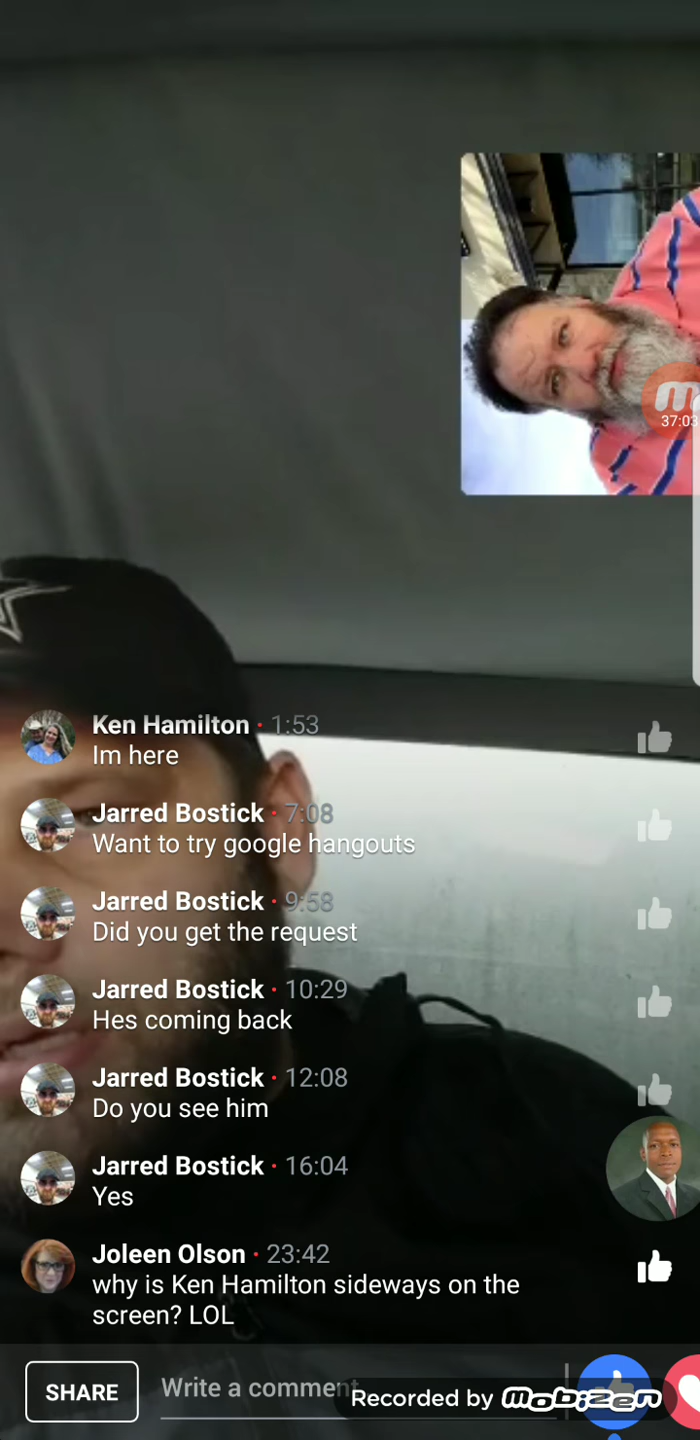 37:03
Ken Hamilton · 1:53
Im here
Jarred Bostick · 7:08
Want to try google hangouts
Jarred Bostick · 9:58
Did you get the request
Jarred Bostick · 10:29
Hes coming back
Jarred Bostick · 12:08
Do you see him
Jarred Bostick · 16:04
Yes
Joleen Olson · 23:42
why is Ken Hamilton sideways on the
screen? LOL
SHARE
Write a comment
Recorded by mobizen